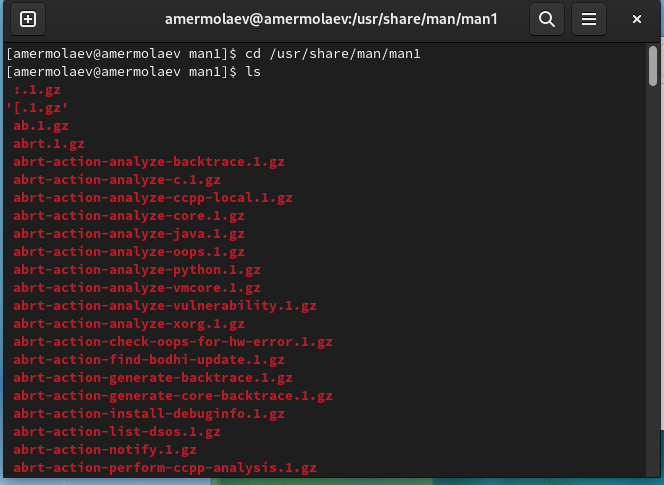 amermolaev@amermolaev:/usr/share/man/man1
[amermolaev@amermolaev man1]$ cd /usr/share/man/man1
[amermolaev@amermolaev man1]$ ls
:.1.gz
'[.1.gz'
ab.1.gz
abrt.1.gz
abrt-action-analyze-backtrace.1.gz
abrt-action-analyze-c.1.gz
abrt-action-analyze-ccpp-local.1.gz
abrt-action-analyze-core.1.gz
abrt-action-analyze-java.1.gz
abrt-action-analyze-oops.1.gz
abrt-action-analyze-python.1.gz
abrt-action-analyze-vmcore.1.gz
abrt-action-analyze-vulnerability.1.gz
abrt-action-analyze-xorg.1.gz
abrt-action-check-oops-for-hw-error.1.gz
abrt-action-find-bodhi-update.1.gz
abrt-action-generate-backtrace.1.gz
abrt-action-generate-core-backtrace.1.gz
abrt-action-install-debuginfo.1.gz
abrt-action-list-dsos.1.gz
abrt-action-notify.1.gz
abrt-action-perform-ccpp-analysis.1.gz